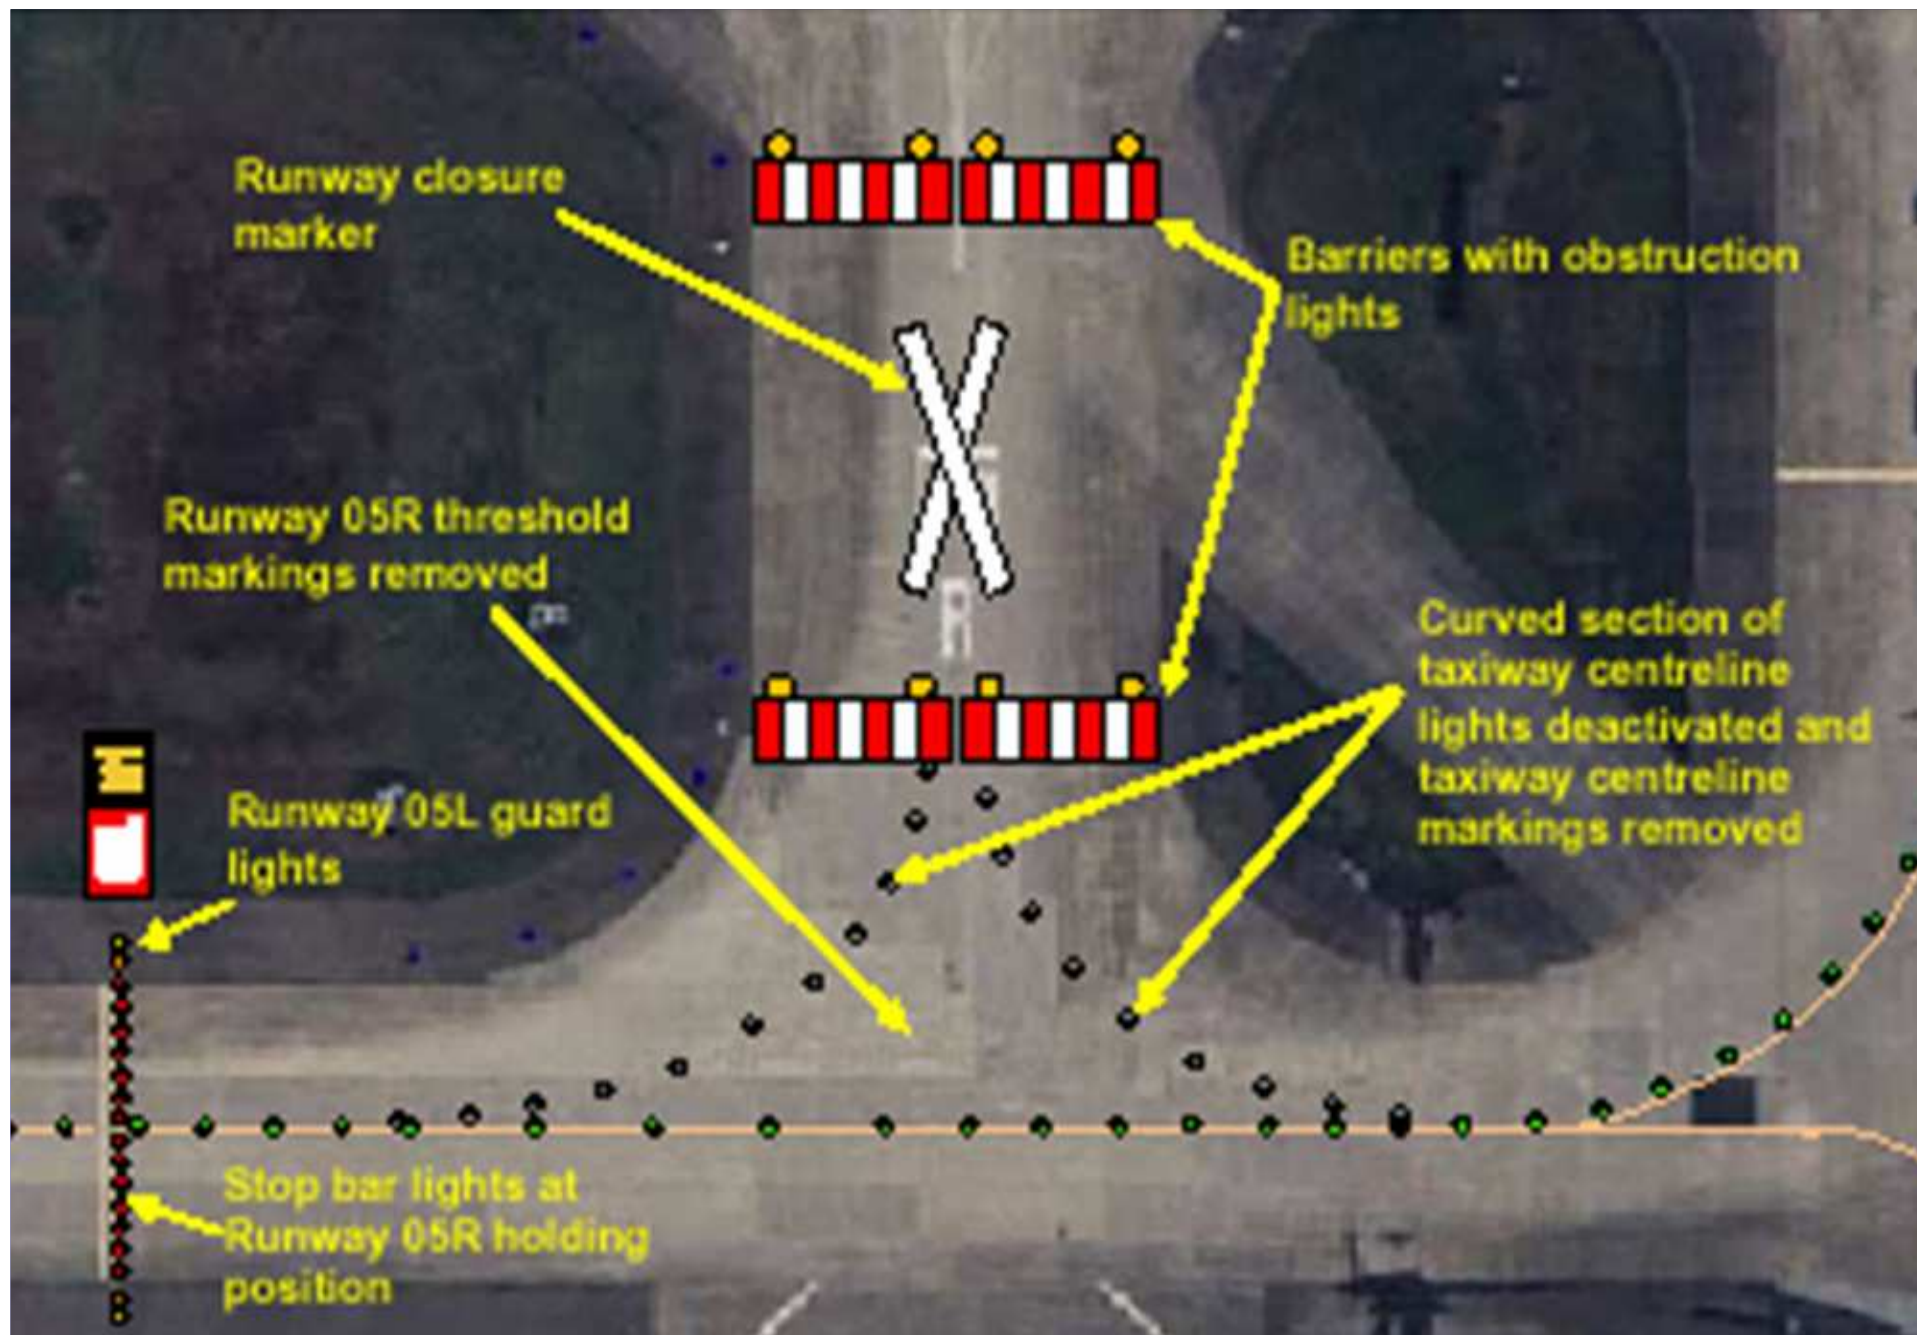 Runway closure
marker
Barriers with obstruction
lights
Runway 05R threshold
markings removed
R
Curved section of
taxiway centreline
lights deactivated and
taxiway centreline
markings removed
Runway 05L guard
lights
Stop bar lights at
Runway 05R holding
position